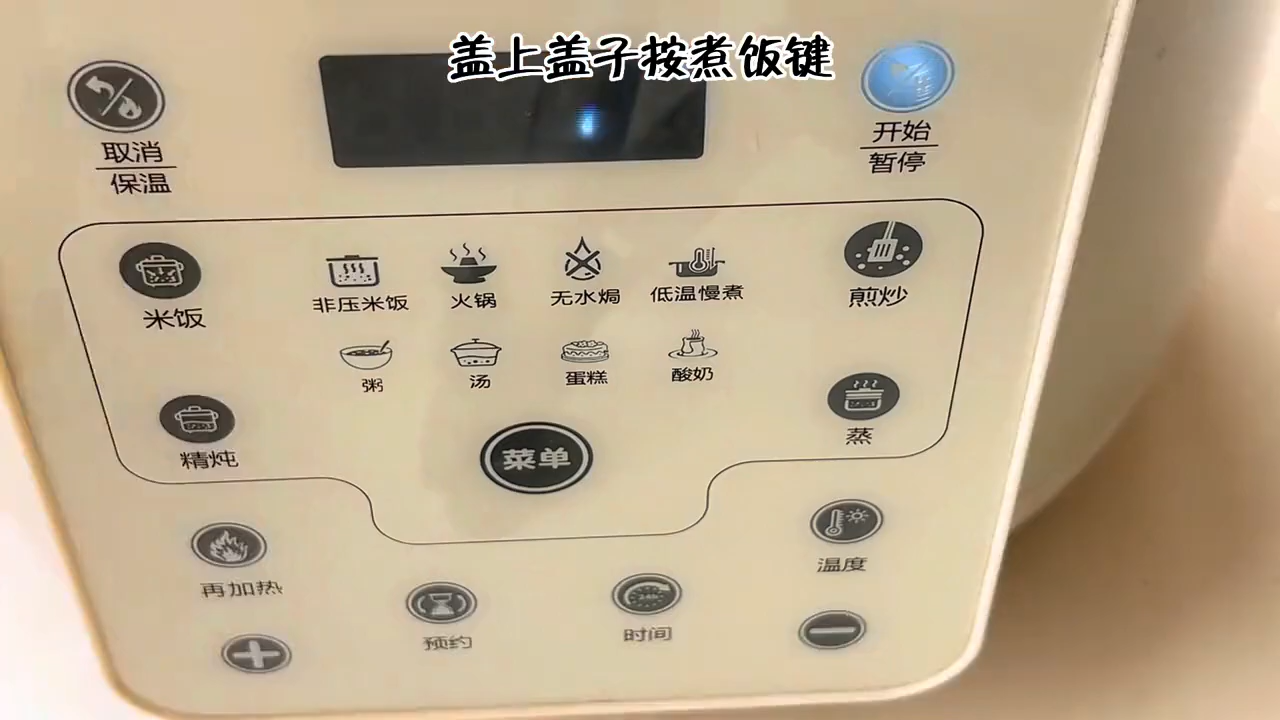 盖上盖子按煮饭键
取消
保温
开始
暂停
米饭
非压米饭
火锅
无水焗
低温慢煮
煎炒
粥
汤
蛋糕
酸奶
精炖
菜单
蒸
再加热
预约
时间
温度